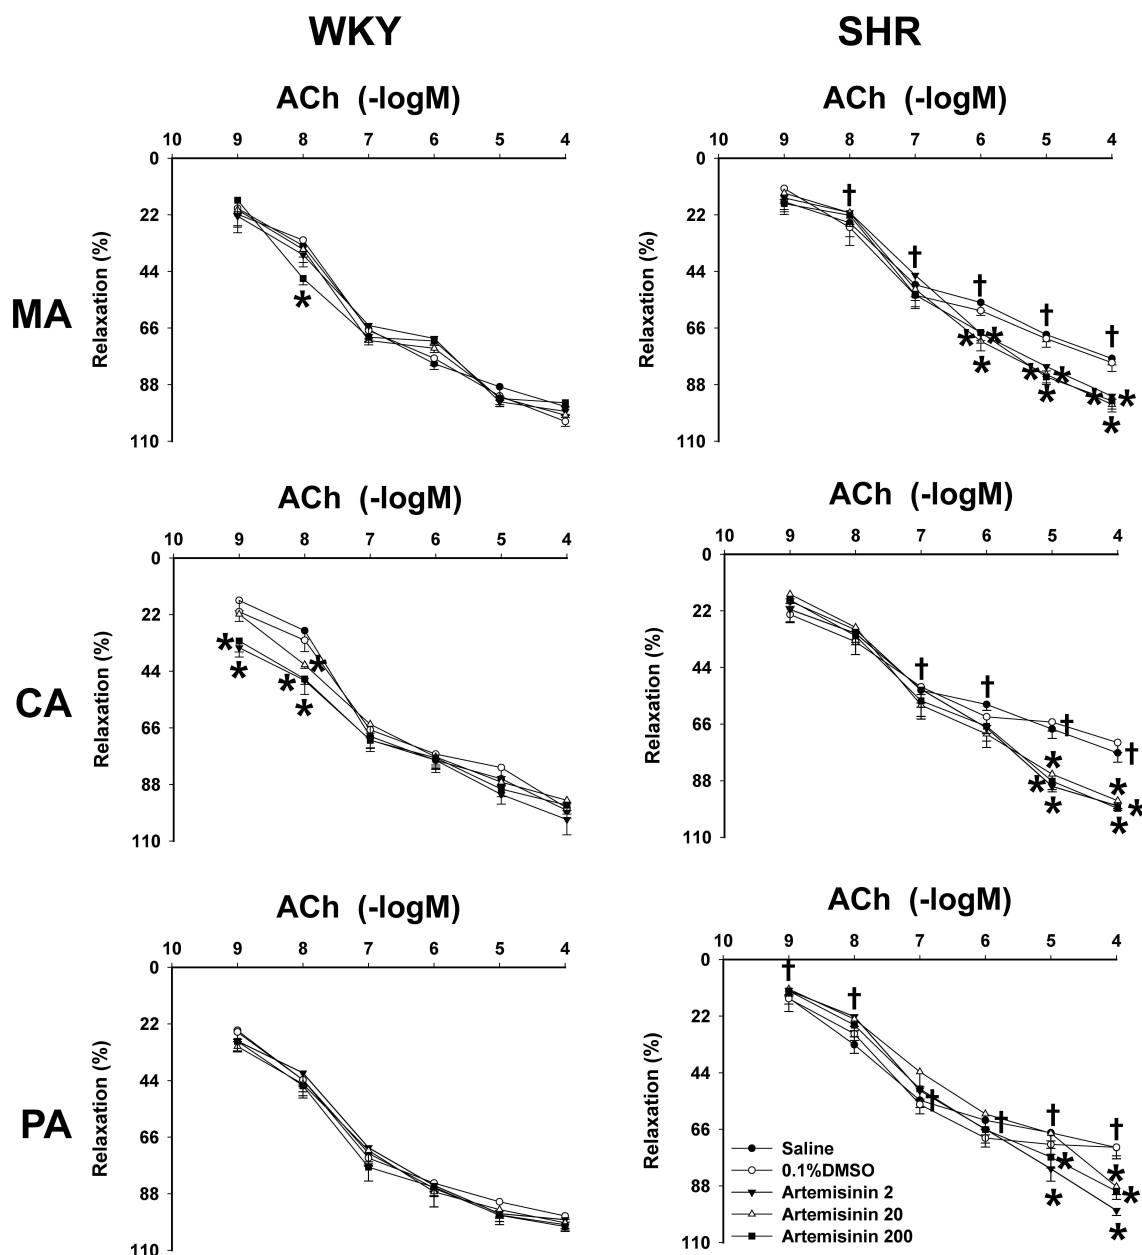 WKY SHR
ACh (-logM) ACh (-logM)
10 9 8 7 6 5 4 10 9 8 7 6 5 4
0 0
22 † 22
44 † 44
* † †
MA Relaxation (%) Relaxation (%)
66 * * † 66
* * *
88 * * * 88
* 110
110
ACh (-logM) ACh (-logM)
10 9 8 7 6 5 4 10 9 8 7 6 5 4
0 0
22 22
* * † 44
44 * * * †
CA Relaxation (%) Relaxation (%)
66 † 66
* †
88 * * * * 88
* 110
110
ACh (-logM) ACh (-logM)
10 9 8 7 6 5 4 10 9 8 7 6 5 4
0 † 0
22 † 22
44 44
† † † †
PA Relaxation (%) Relaxation (%)
66 66
Saline
0.1%DMSO * *
Artemisinin 2 * *
88 88
Artemisinin 20
Artemisinin 200 *
110 110